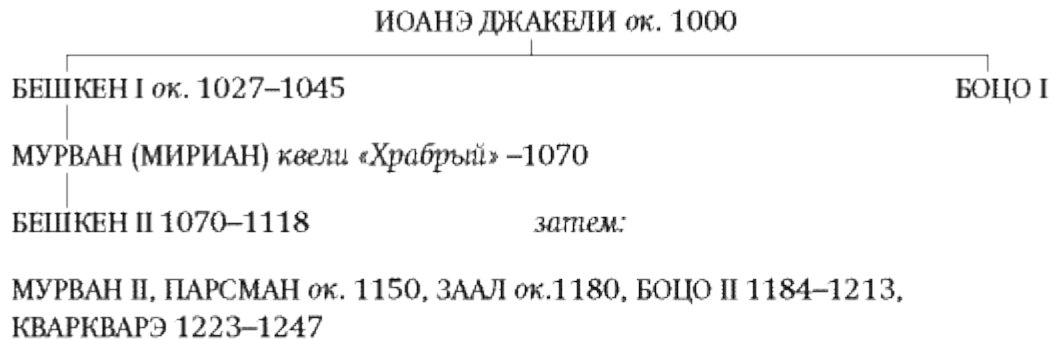 ИОАНЭ ДЖАКЕЛИ ок. 1000
БЕШКЕН I ок. 1027–1045 БОЦО I
МУРВАН (МИРИАН) квели «Храбрый» –1070
БЕШКЕН II 1070–1118 затем:
МУРВАН II, ПАРСМАН ок. 1150, ЗААЛ ок.1180, БОЦО II 1184–1213,
КВАРКВАРЭ 1223–1247